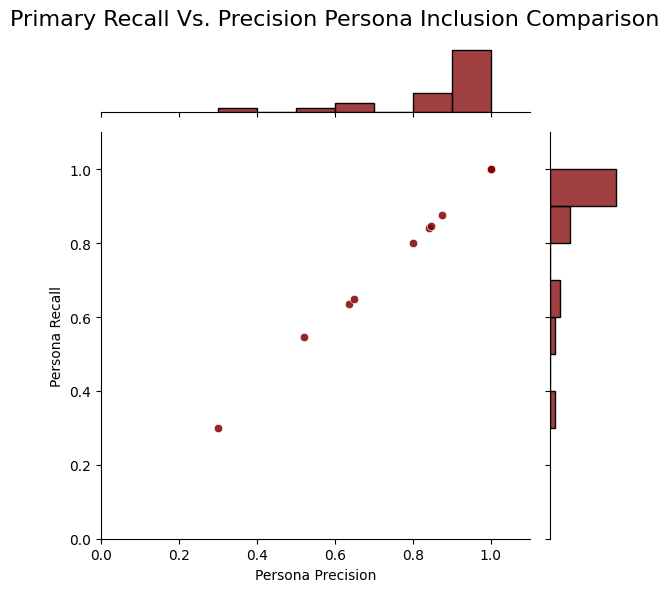 Primary Recall Vs. Precision Persona Inclusion Comparison
1.0
0.8
0.6
0.4
0.2
0.0
Persona Recall
0.0 0.2 0.4 0.6 0.8 1.0
Persona Precision